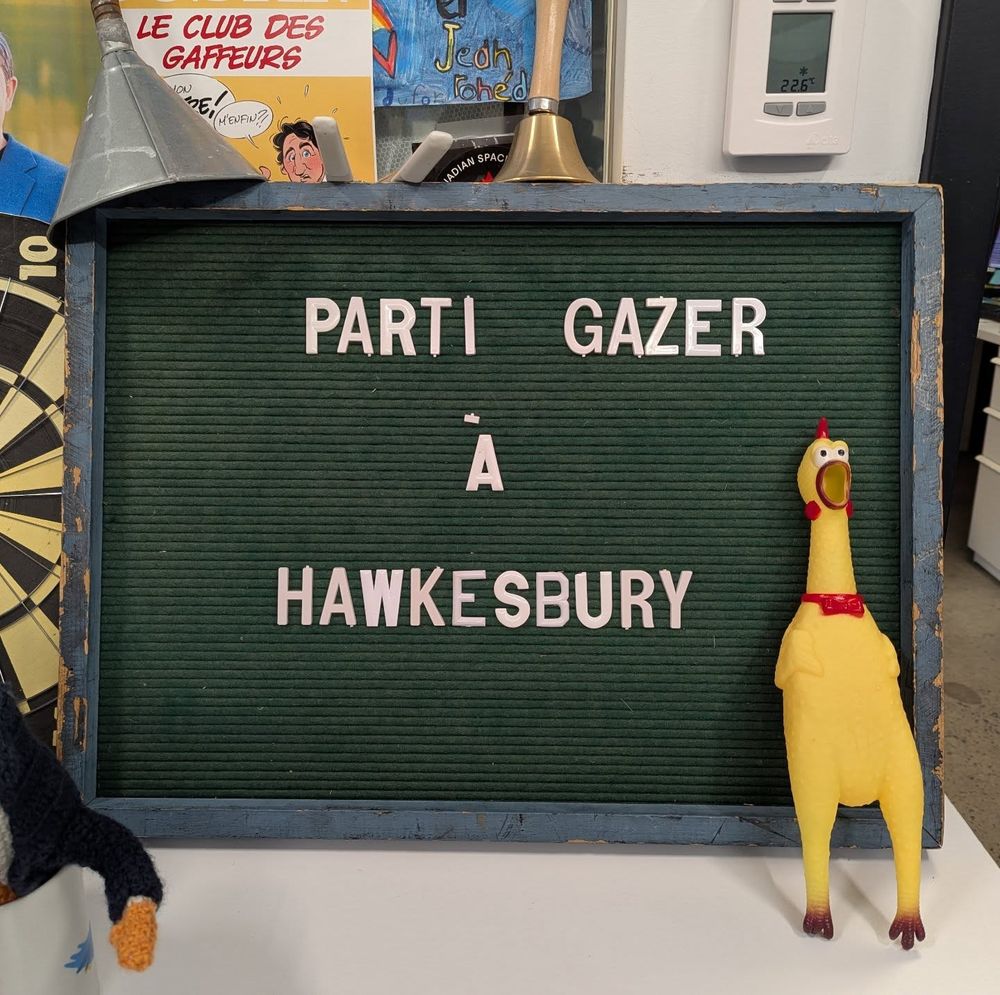 LE CLUB DES
GAFFEURS
M'ENFIN?!
Jean
22.6°C
10
PARTI GAZER
À
HAWKESBURY